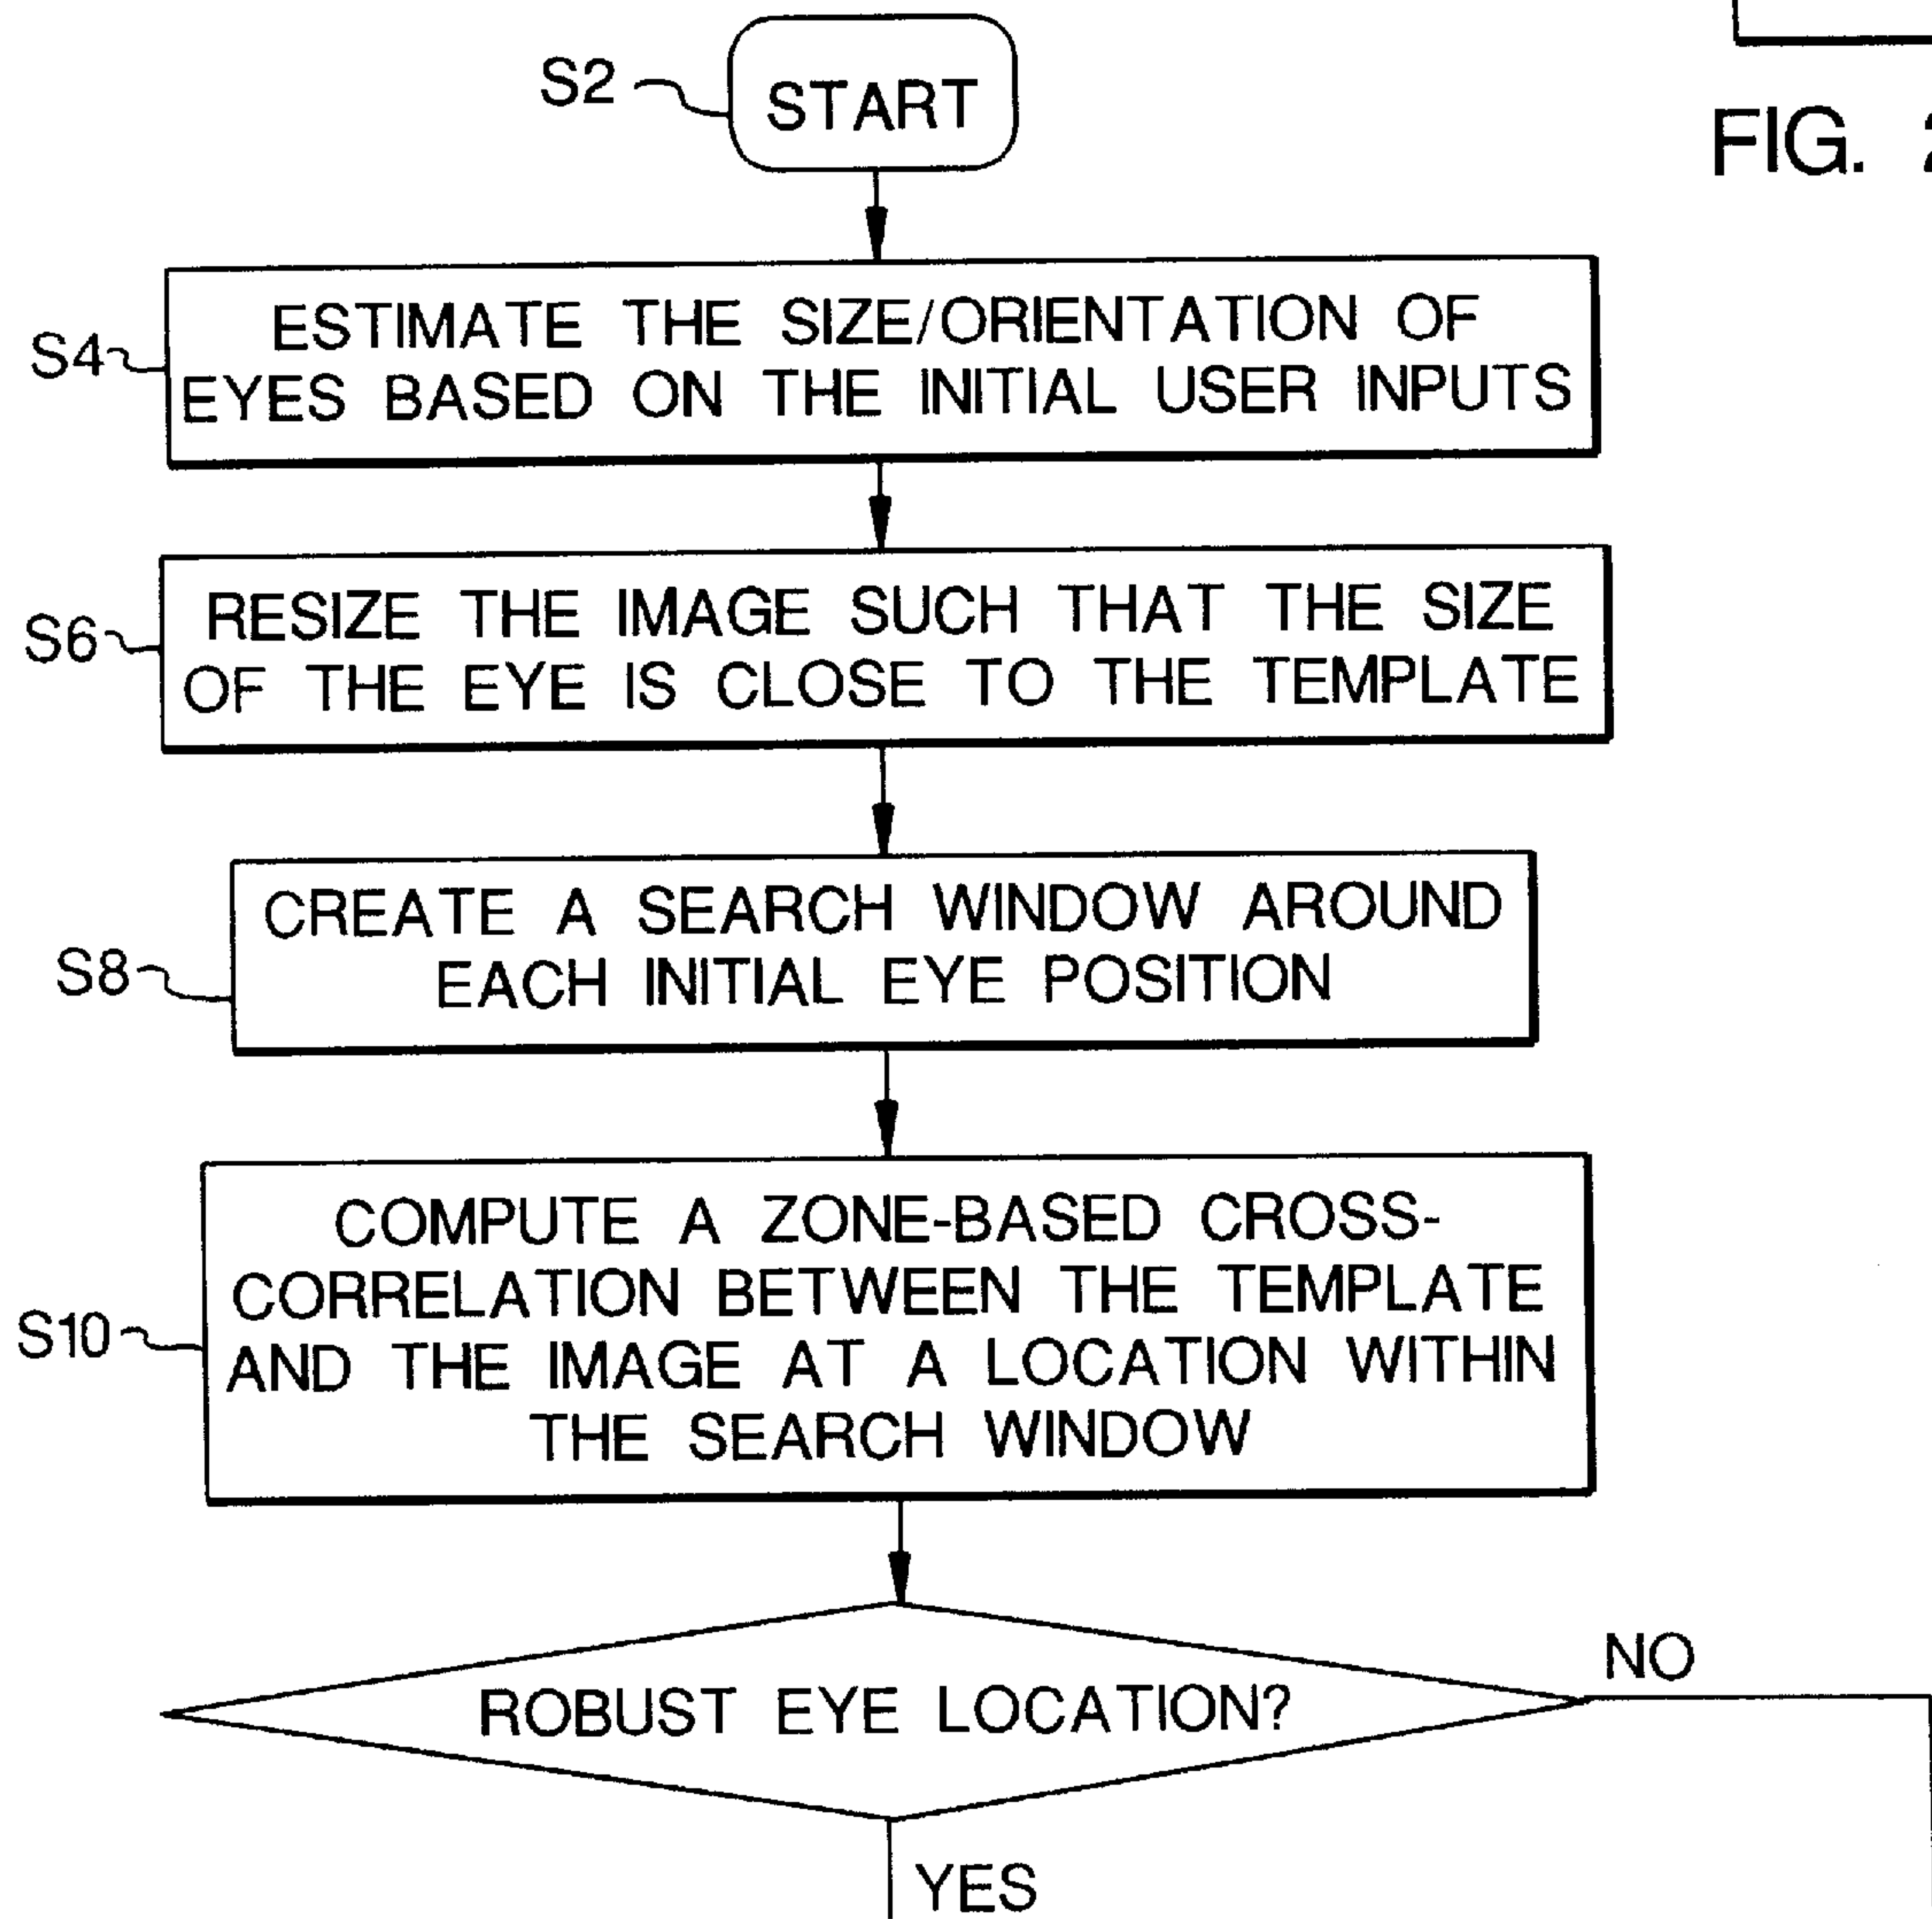 S2
START
FIG. 2
S4
ESTIMATE THE SIZE/ORIENTATION OF
EYES BASED ON THE INITIAL USER INPUTS
S6
RESIZE THE IMAGE SUCH THAT THE SIZE
OF THE EYE IS CLOSE TO THE TEMPLATE
S8
CREATE A SEARCH WINDOW AROUND
EACH INITIAL EYE POSITION
S10
COMPUTE A ZONE-BASED CROSS-
CORRELATION BETWEEN THE TEMPLATE
AND THE IMAGE AT A LOCATION WITHIN
THE SEARCH WINDOW
ROBUST EYE LOCATION?
NO
YES